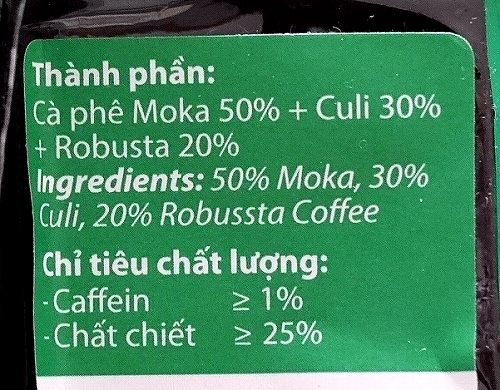 Thành phần:
Cà phê Moka 50% + Culi 30%
+ Robusta 20%
Ingredients: 50% Moka, 30%
Culi, 20% Robussta Coffee
Chỉ tiêu chất lượng:
- Caffein ≥ 1%
- Chất chiết ≥ 25%